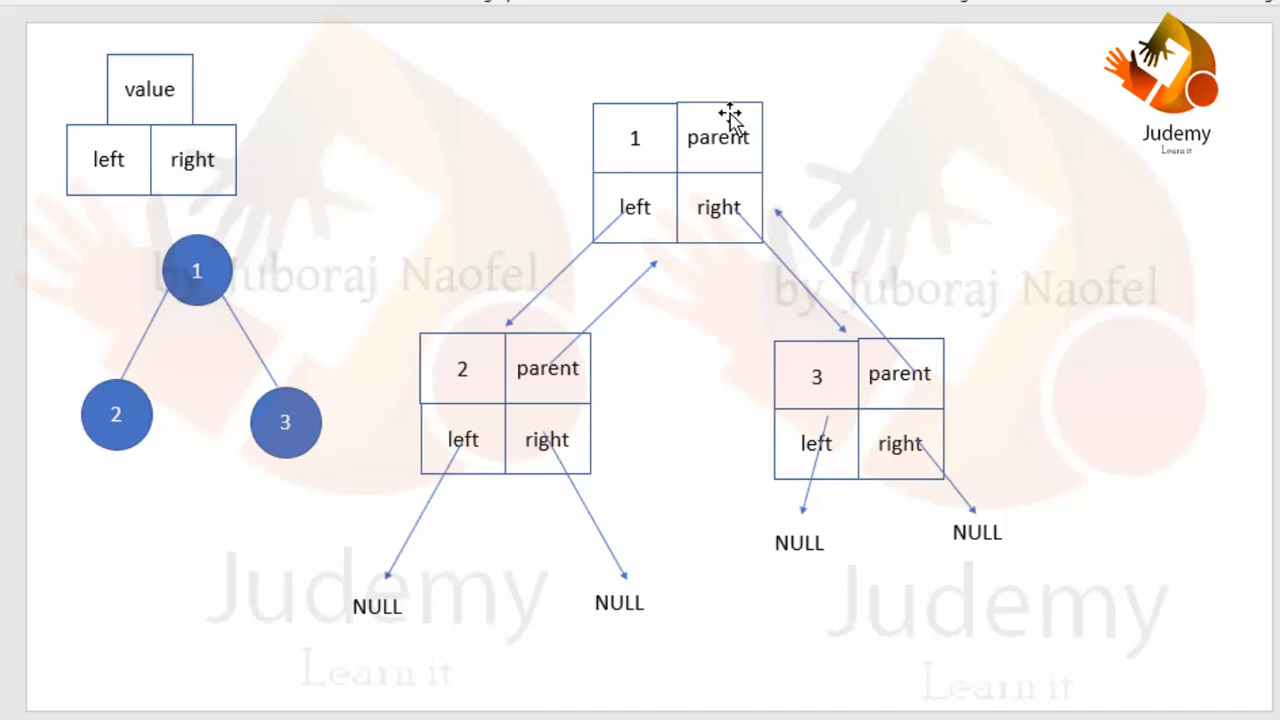 value
left right
1
2
3
1 parent
left right
2 parent
left right
NULL
NULL
3 parent
left right
NULL
NULL
Judemy
Learn it
by Juboraj Naofel
Judemy
Learn it
by Juboraj Naofel
Judemy
Learn it